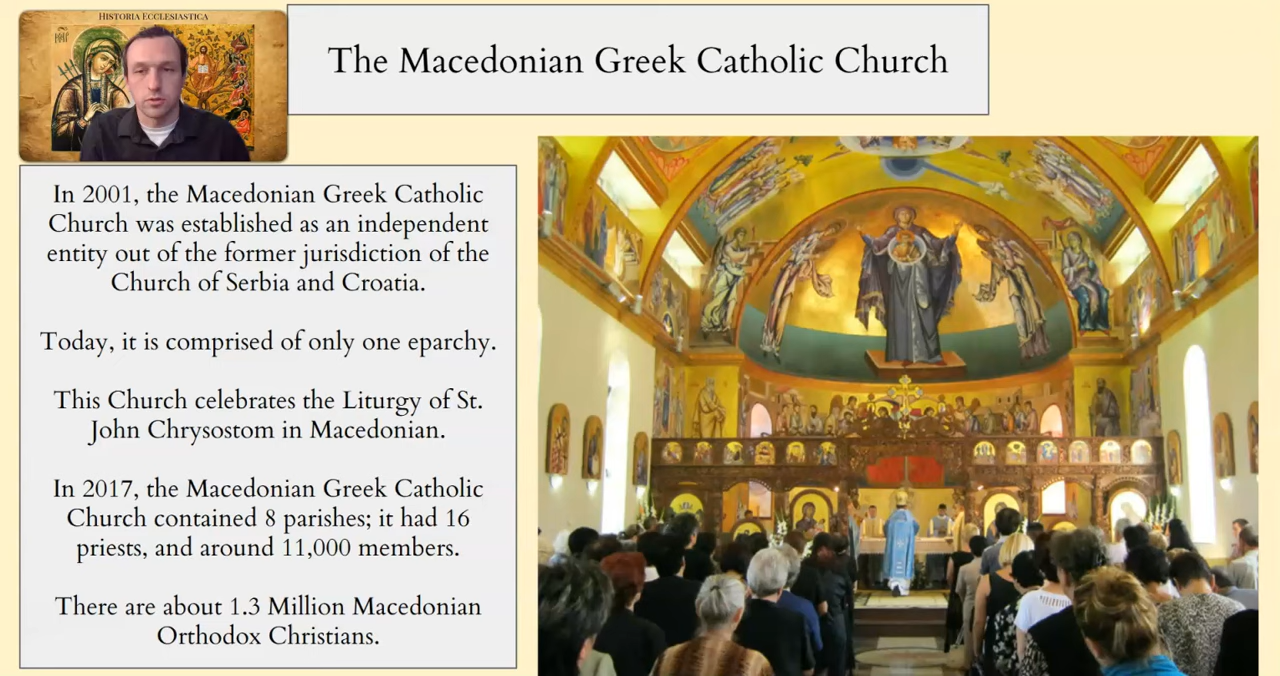 HISTORIA ECCLESIASTICA
The Macedonian Greek Catholic Church
In 2001, the Macedonian Greek Catholic
Church was established as an independent
entity out of the former jurisdiction of the
Church of Serbia and Croatia.
Today, it is comprised of only one eparchy.
This Church celebrates the Liturgy of St.
John Chrysostom in Macedonian.
In 2017, the Macedonian Greek Catholic
Church contained 8 parishes; it had 16
priests, and around 11,000 members.
There are about 1.3 Million Macedonian
Orthodox Christians.